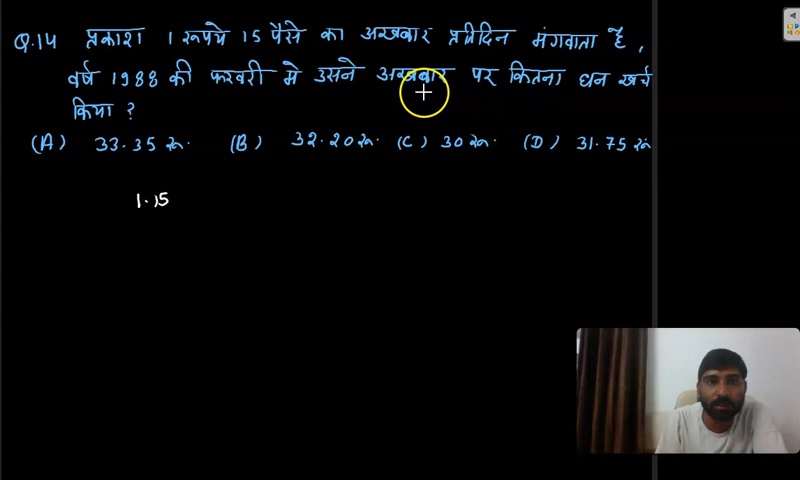 Q.14 प्रकाश 1 रूपये 15 पैसे का अखबार प्रतिदिन मंगवाता है,
वर्ष 1988 की फरवरी मे उसने अखबार पर कितना धन खर्च
किया ?
(A) 33.35 रू. (B) 32.20 रू. (C) 30 रू. (D) 31.75 रू.
1.15